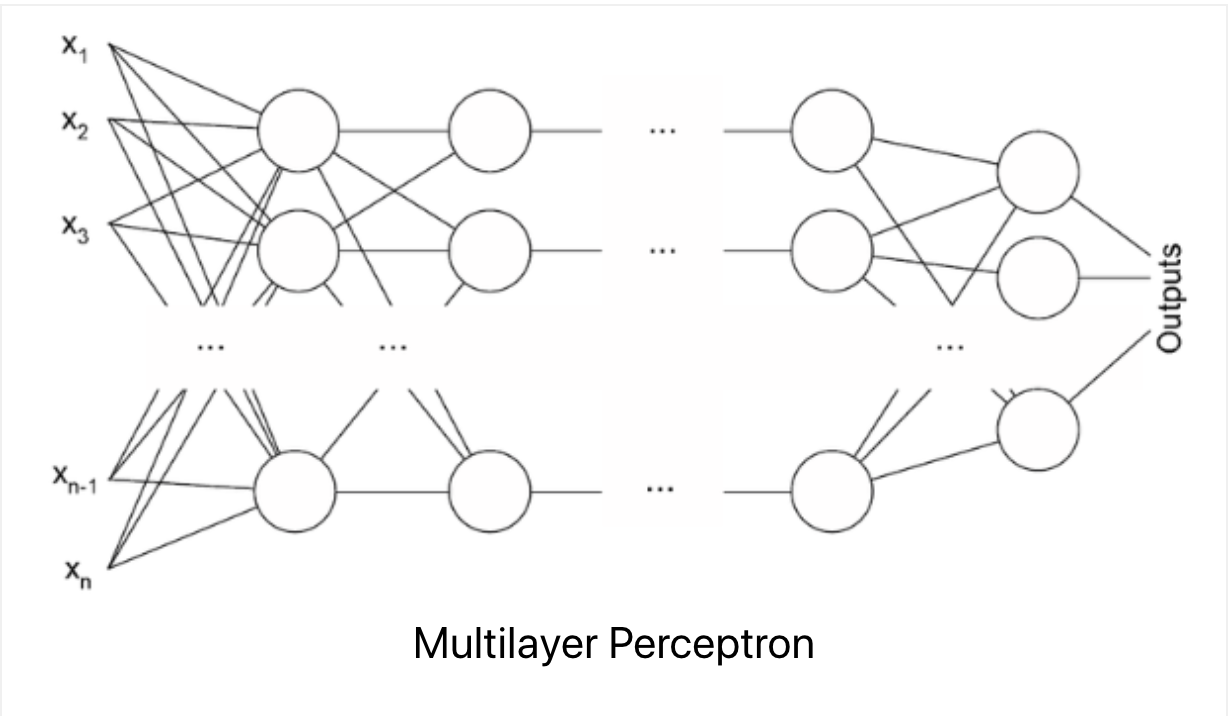 x1
x2
x3
...
...
...
...
...
xn-1
...
xn
Outputs
Multilayer Perceptron